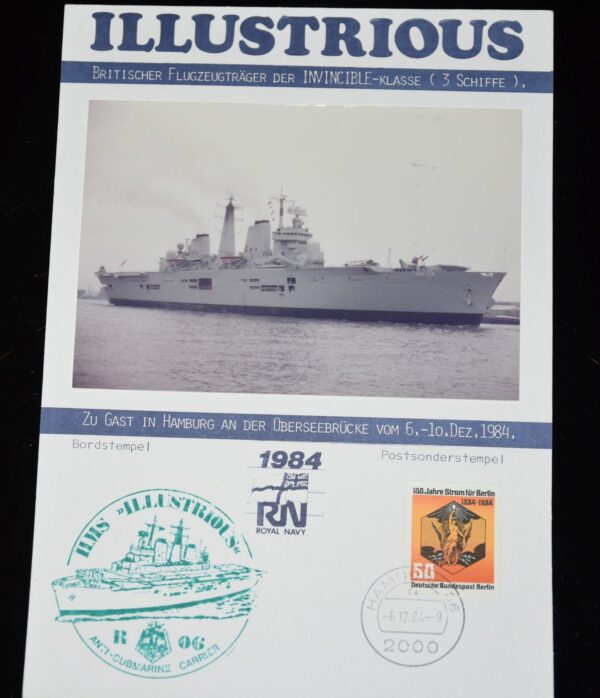 ILLUSTRIOUS
BRITISCHER FLUGZEUGTRÄGER DER INVINCIBLE-KLASSE ( 3 SCHIFFE ).
ZU GAST IN HAMBURG AN DER ÜBERSEEBRÜCKE VOM 6.-10.DEZ.1984.
Bordstempel
Postsonderstempel
1984
RN
ROYAL NAVY
HMS »ILLUSTRIOUS«
R 06
ANTI-SUBMARINE CARRIER
100 Jahre Strom für Berlin
1884-1984
50
Deutsche Bundespost Berlin
-6.12.84-9
2000